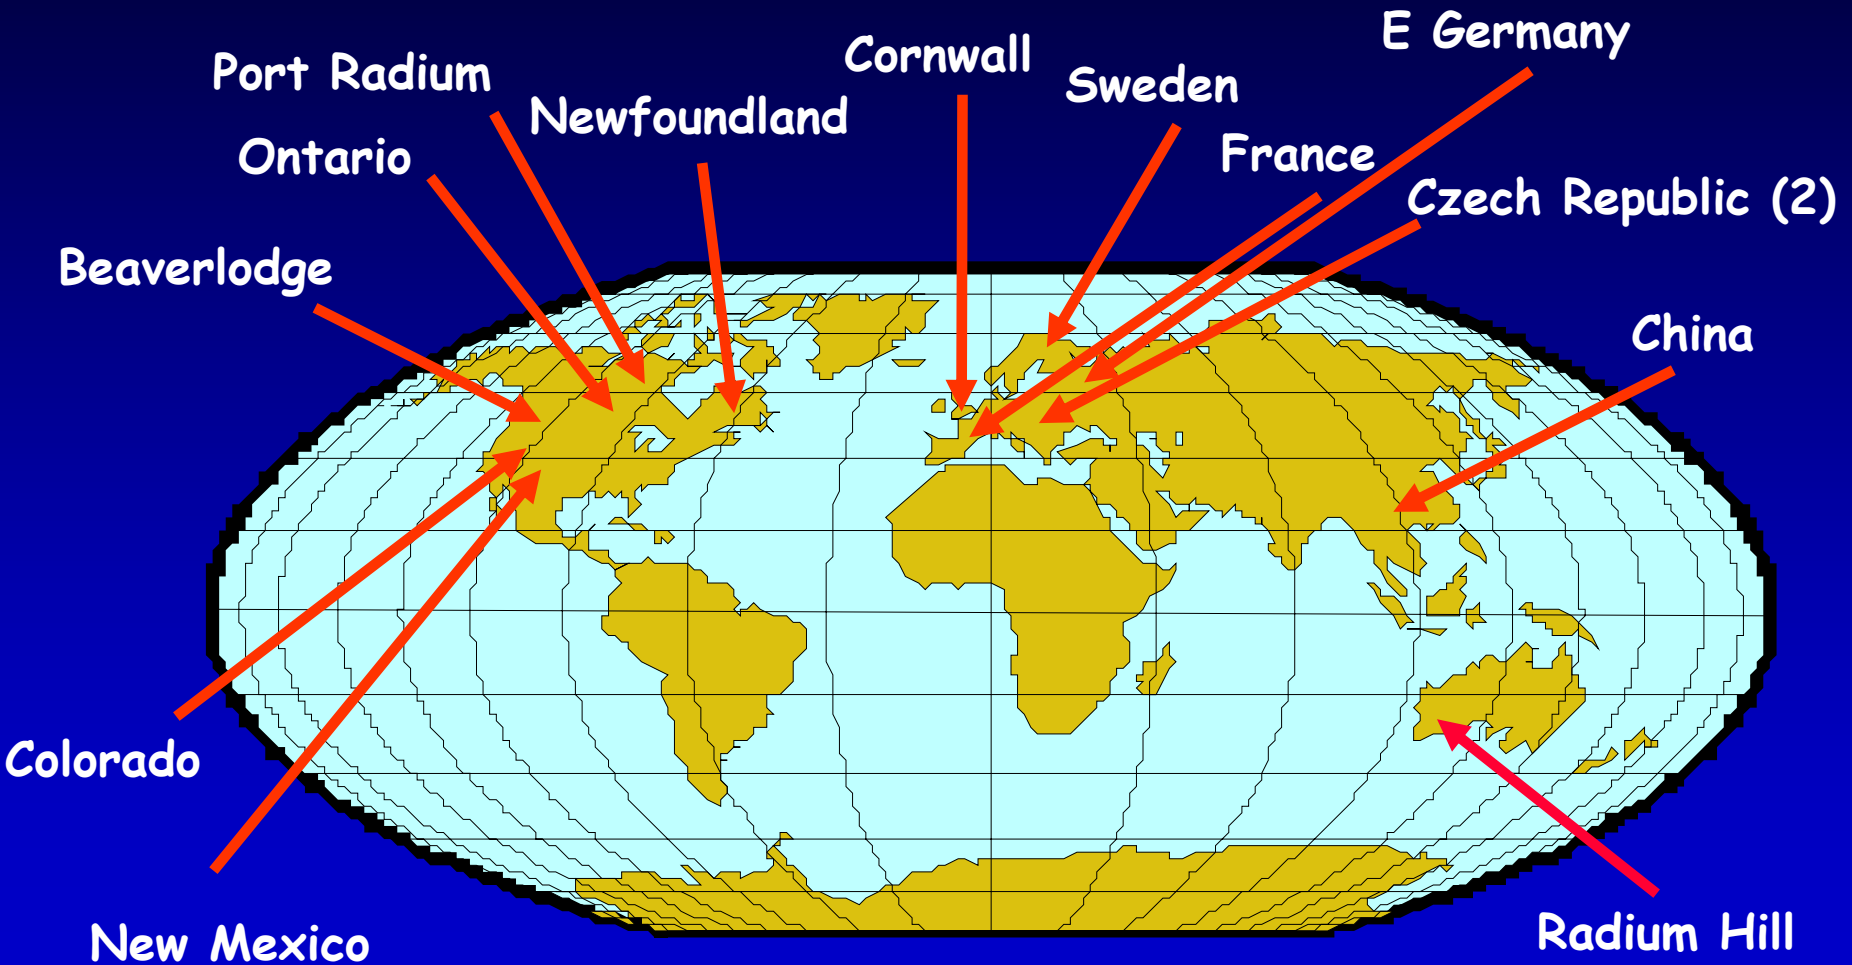 E Germany
Cornwall
Port Radium
Sweden
Newfoundland
Ontario
France
Czech Republic (2)
Beaverlodge
China
Colorado
New Mexico
Radium Hill